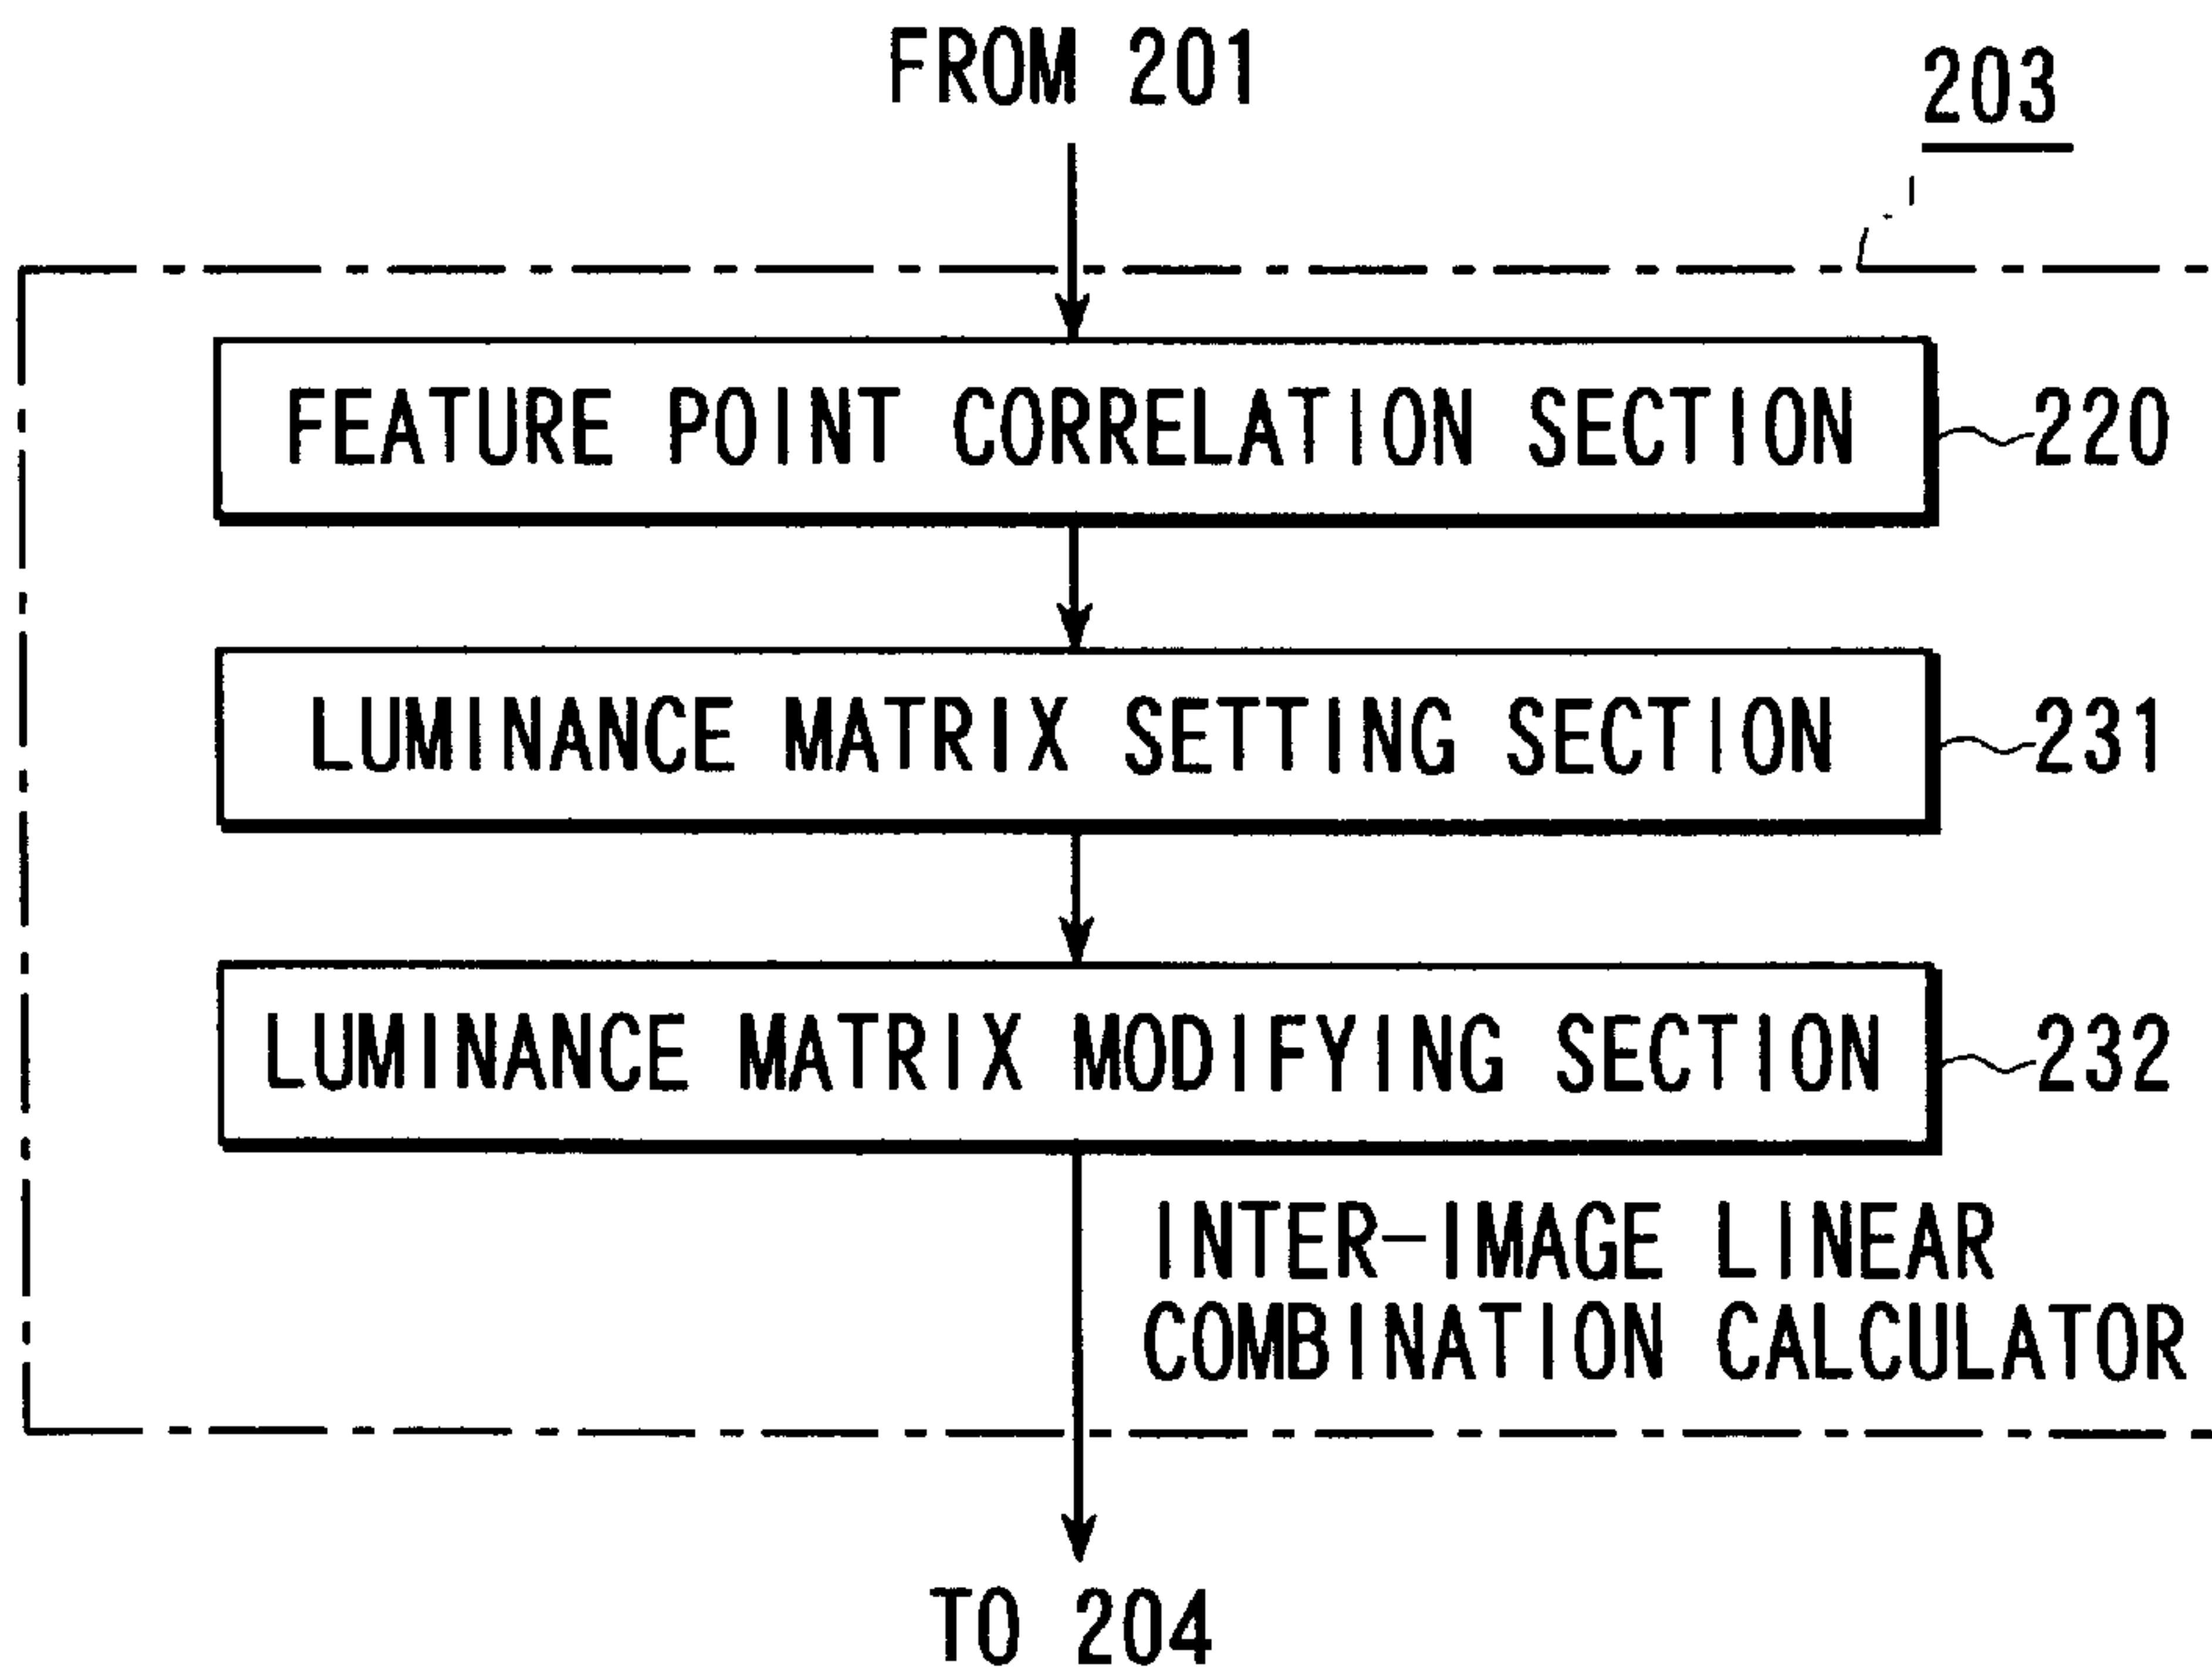 FROM 201
203
FEATURE POINT CORRELATION SECTION
220
LUMINANCE MATRIX SETTING SECTION
231
LUMINANCE MATRIX MODIFYING SECTION
232
INTER-IMAGE LINEAR
COMBINATION CALCULATOR
TO 204